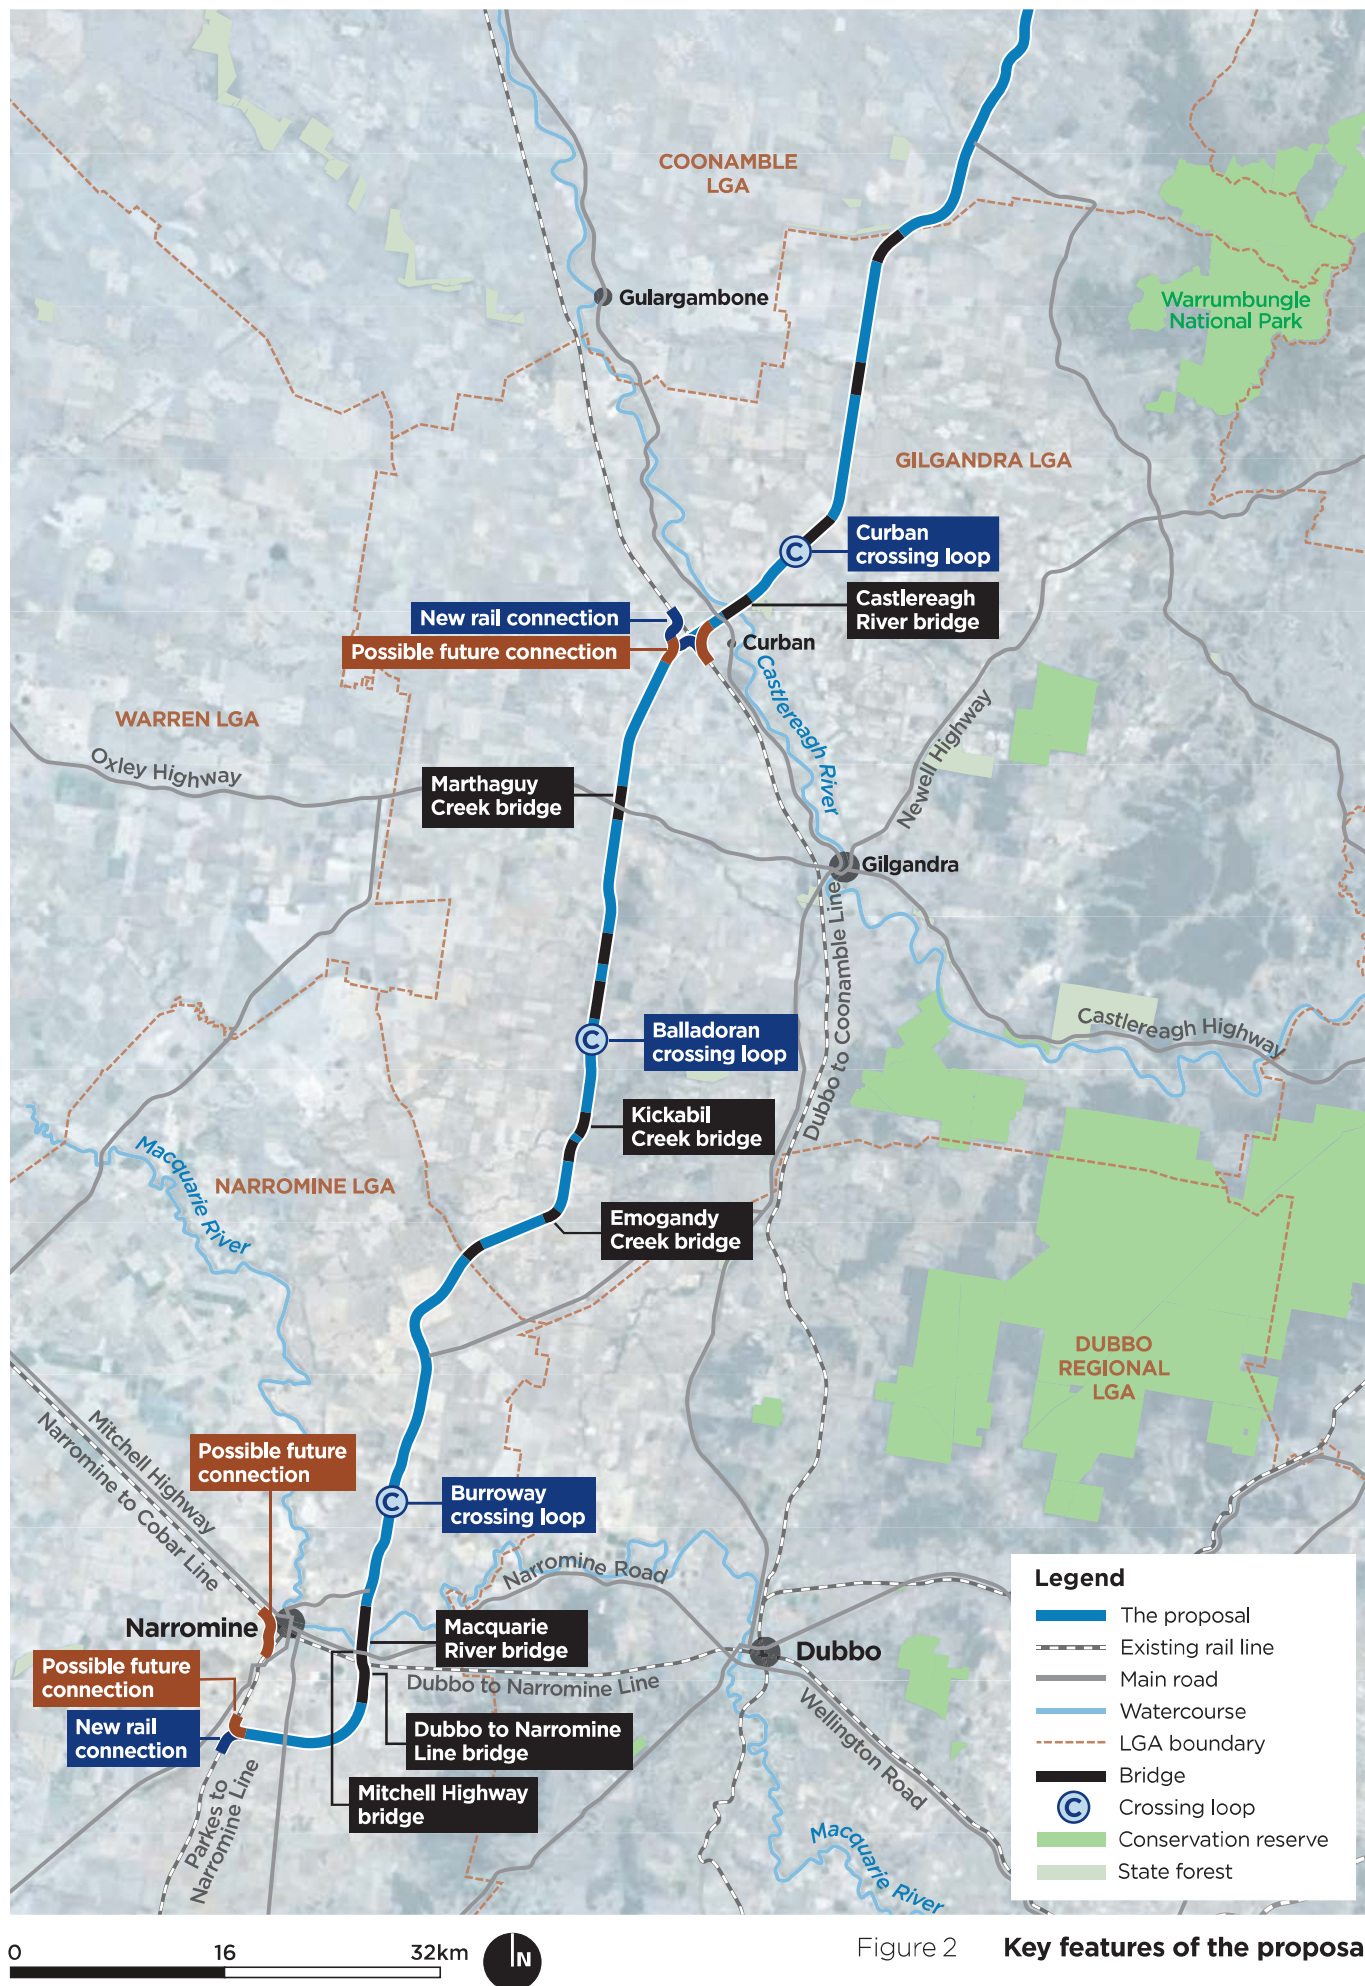 COONAMBLE
LGA
Gulargambone
Warrumbungle
National Park
GILGANDRA LGA
C
Curban
crossing loop
Castlereagh
River bridge
New rail connection
Possible future connection
Curban
Castlereagh River
WARREN LGA
Oxley Highway
Newell Highway
Marthaguy
Creek bridge
Gilgandra
Dubbo to Coonamble Line
Castlereagh Highway
C
Balladoran
crossing loop
Kickabil
Creek bridge
Macquarie River
NARROMINE LGA
Emogandy
Creek bridge
DUBBO
REGIONAL
LGA
Mitchell Highway
Narromine to Cobar Line
Possible future
connection
C
Burroway
crossing loop
Narromine Road
Narromine
Macquarie
River bridge
Dubbo
Possible future
connection
Dubbo to Narromine Line
New rail
connection
Dubbo to Narromine
Line bridge
Wellington Road
Mitchell Highway
bridge
Parkes to
Narromine Line
Macquarie River
Legend
The proposal
Existing rail line
Main road
Watercourse
LGA boundary
Bridge
C
Crossing loop
Conservation reserve
State forest
0 16 32km
N
Figure 2 Key features of the proposa